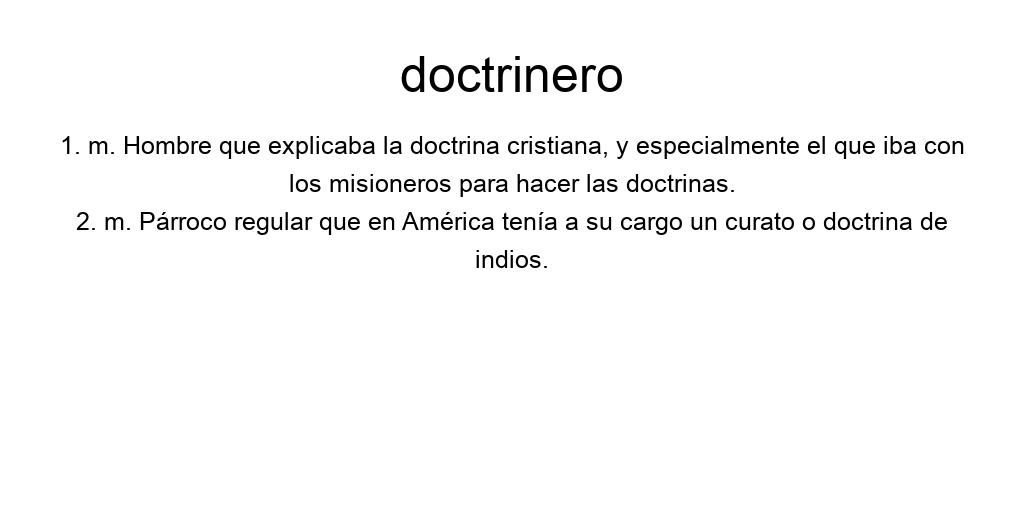 doctrinero
1. m. Hombre que explicaba la doctrina cristiana, y especialmente el que iba con
los misioneros para hacer las doctrinas.
2. m. Párroco regular que en América tenía a su cargo un curato o doctrina de
indios.